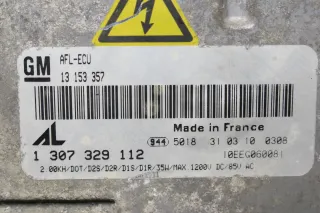 GM AFL-ECU
13 153 357
Made in France
AL 944 5018 31 03 10 0308
1 307 329 112 10EEG060081
2 00KH/DOT/D2S/D2R/D1S/D1R/35W/MAX 1200V DC/85V AC